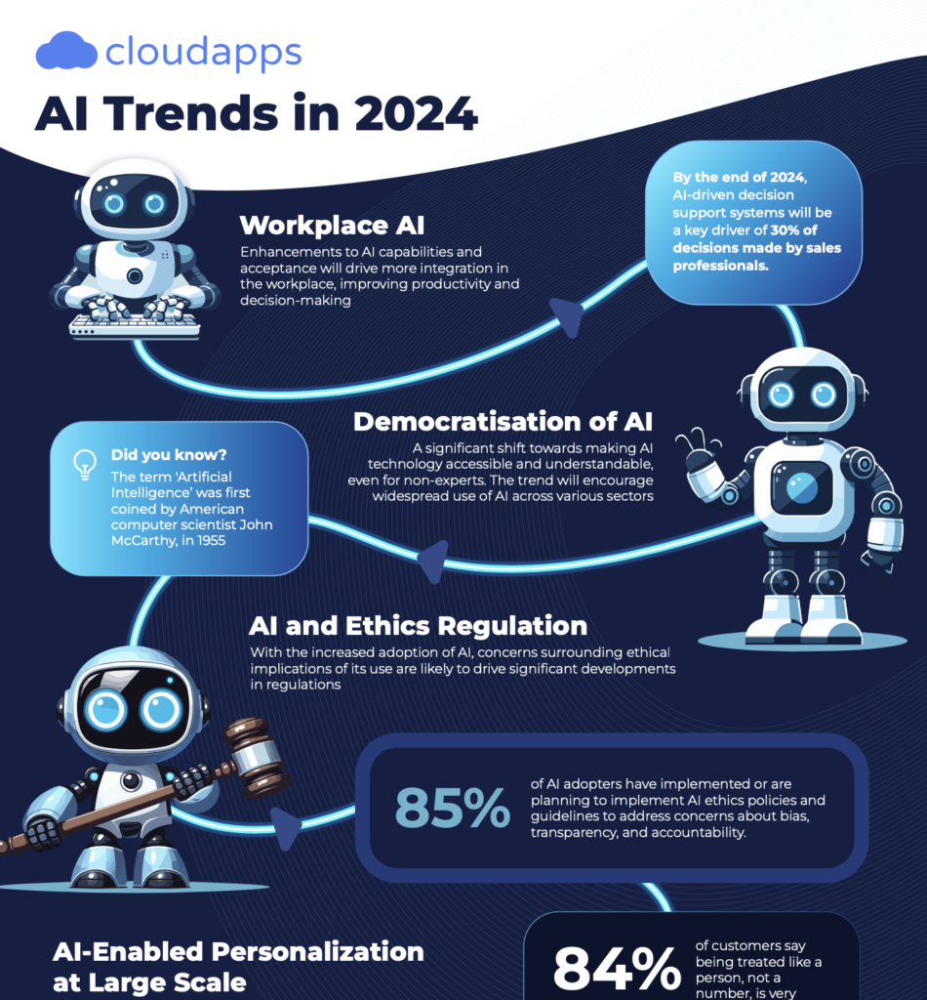 cloudapps
AI Trends in 2024
Workplace AI
Enhancements to AI capabilities and
acceptance will drive more integration in
the workplace, improving productivity and
decision-making
By the end of 2024,
AI-driven decision
support systems will be
a key driver of 30% of
decisions made by sales
professionals.
Democratisation of AI
A significant shift towards making AI
technology accessible and understandable,
even for non-experts. The trend will encourage
widespread use of AI across various sectors
Did you know?
The term 'Artificial
Intelligence' was first
coined by American
computer scientist John
McCarthy, in 1955
AI and Ethics Regulation
With the increased adoption of AI, concerns surrounding ethical
implications of its use are likely to drive significant developments
in regulations
85%
of AI adopters have implemented or are
planning to implement AI ethics policies and
guidelines to address concerns about bias,
transparency, and accountability.
AI-Enabled Personalization
at Large Scale
84%
of customers say
being treated like a
person, not a
number, is very